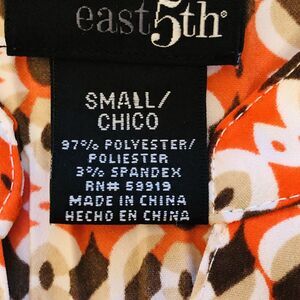 east5th®
SMALL/
CHICO
97% POLYESTER/
POLIESTER
3% SPANDEX
RN# 59919
MADE IN CHINA
HECHO EN CHINA